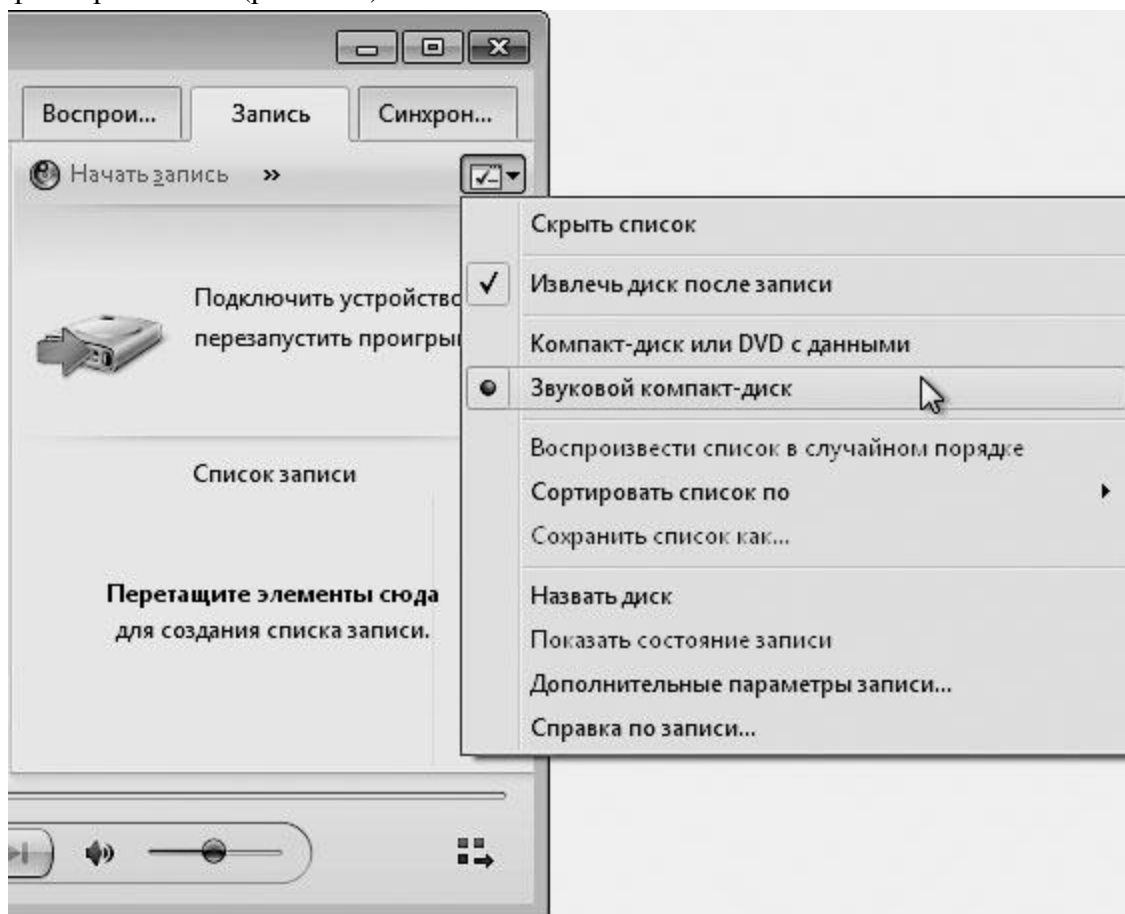 Воспрои...
Запись
Синхрон...
Начать запись »
Скрыть список
Извлечь диск после записи
Подключить устройство
перезапустить
Компакт-диск или DVD с данными
Звуковой компакт-диск
Воспроизвести список в случайном порядке
Список записи
Сортировать список по
Сохранить список как...
Перетащите элементы сюда
для создания списка записи.
Назвать диск
Показать состояние записи
Дополнительные параметры записи...
Справка по записи...